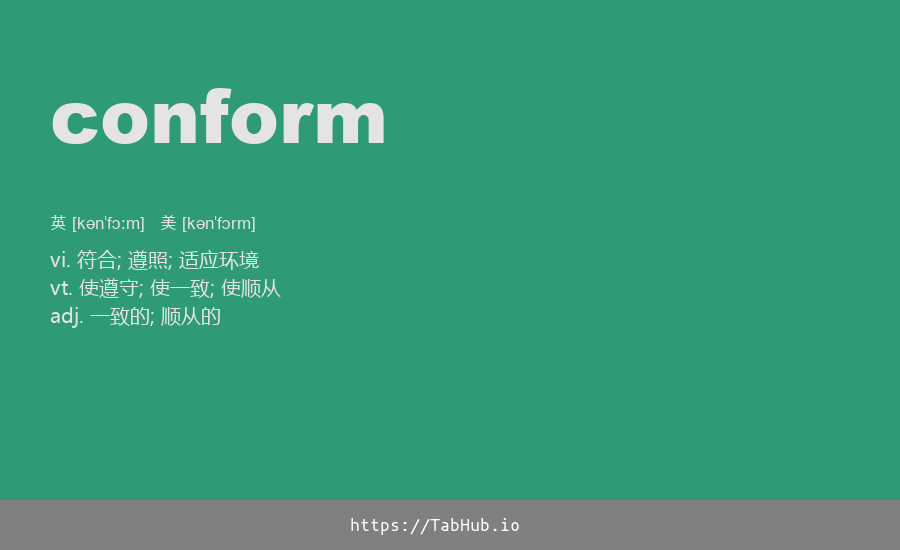 conform
英 [kən'fɔːm] 美 [kən'fɔrm]
vi. 符合; 遵照; 适应环境
vt. 使遵守; 使一致; 使顺从
adj. 一致的; 顺从的
https://TabHub.io